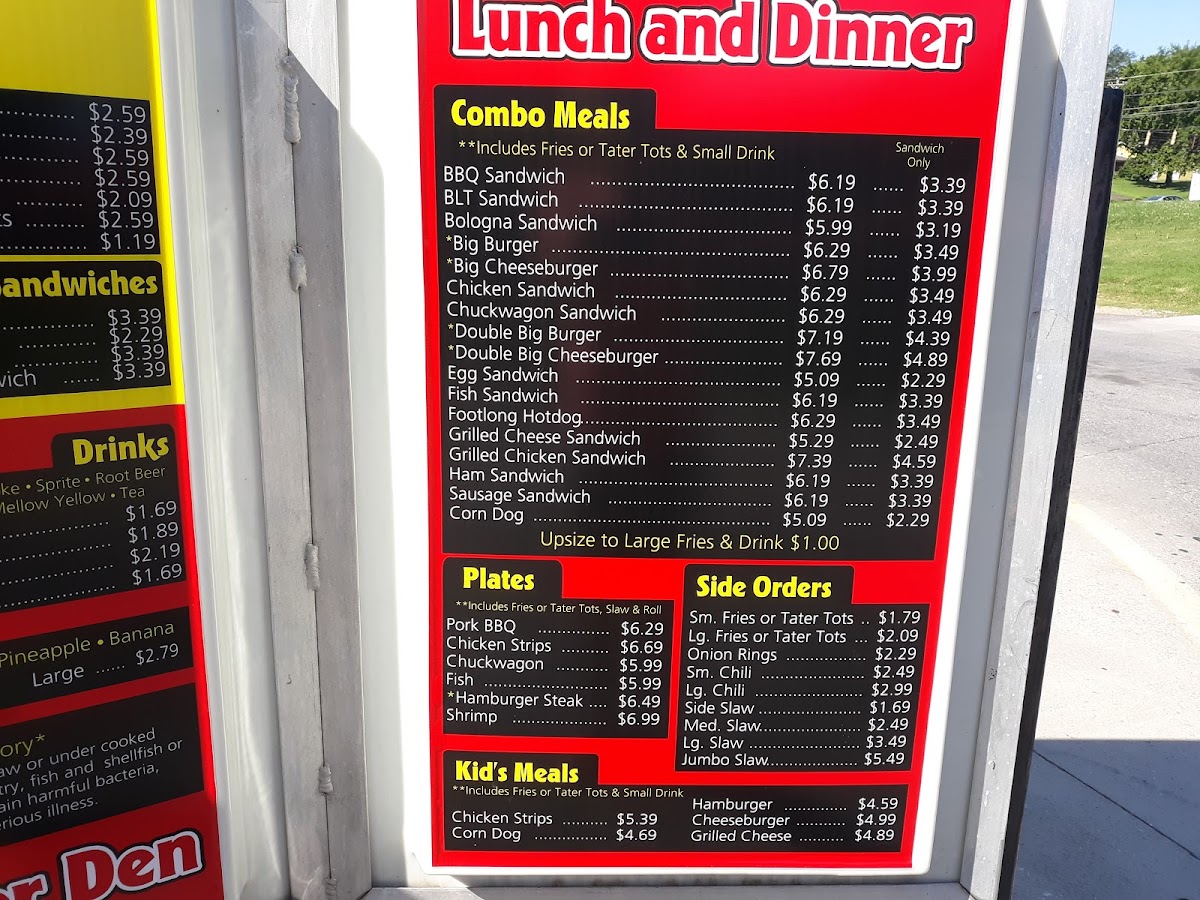 $2.59
$2.39
$2.59
$2.59
$2.09
$2.59
$1.19
andwiches
$3.39
$2.29
$3.39
$3.39
Drinks
ke • Sprite • Root Beer
Mellow Yellow • Tea
$1.69
$1.89
$2.19
$1.69
Pineapple • Banana
Large ...... $2.79
ory*
aw or under cooked
try, fish and shellfish or
ain harmful bacteria,
rious illness.
r Den
Lunch and Dinner
Combo Meals
**Includes Fries or Tater Tots & Small Drink
Sandwich
Only
BBQ Sandwich ...... $6.19 ...... $3.39
BLT Sandwich ...... $6.19 ...... $3.39
Bologna Sandwich ...... $5.99 ...... $3.19
*Big Burger ...... $6.29 ...... $3.49
*Big Cheeseburger ...... $6.79 ...... $3.99
Chicken Sandwich ...... $6.29 ...... $3.49
Chuckwagon Sandwich ...... $6.29 ...... $3.49
*Double Big Burger ...... $7.19 ...... $4.39
*Double Big Cheeseburger ...... $7.69 ...... $4.89
Egg Sandwich ...... $5.09 ...... $2.29
Fish Sandwich ...... $6.19 ...... $3.39
Footlong Hotdog ...... $6.29 ...... $3.49
Grilled Cheese Sandwich ...... $5.29 ...... $2.49
Grilled Chicken Sandwich ...... $7.39 ...... $4.59
Ham Sandwich ...... $6.19 ...... $3.39
Sausage Sandwich ...... $6.19 ...... $3.39
Corn Dog ...... $5.09 ...... $2.29
Upsize to Large Fries & Drink $1.00
Plates
**Includes Fries or Tater Tots, Slaw & Roll
Pork BBQ ...... $6.29
Chicken Strips ...... $6.69
Chuckwagon ...... $5.99
Fish ...... $5.99
*Hamburger Steak .... $6.49
Shrimp ...... $6.99
Side Orders
Sm. Fries or Tater Tots .. $1.79
Lg. Fries or Tater Tots ... $2.09
Onion Rings ...... $2.29
Sm. Chili ...... $2.49
Lg. Chili ...... $2.99
Side Slaw ...... $1.69
Med. Slaw ...... $2.49
Lg. Slaw ...... $3.49
Jumbo Slaw ...... $5.49
Kid's Meals
**Includes Fries or Tater Tots & Small Drink
Chicken Strips ...... $5.39
Corn Dog ...... $4.69
Hamburger ...... $4.59
Cheeseburger ...... $4.99
Grilled Cheese ...... $4.89